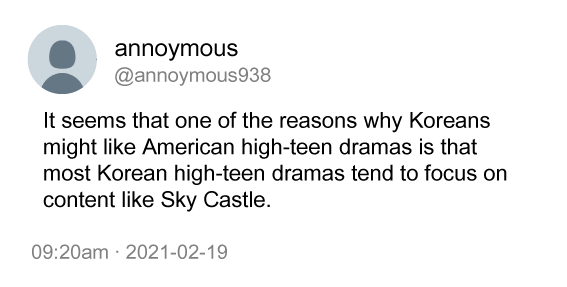 annoymous
@annoymous938
It seems that one of the reasons why Koreans
might like American high-teen dramas is that
most Korean high-teen dramas tend to focus on
content like Sky Castle.
09:20am · 2021-02-19